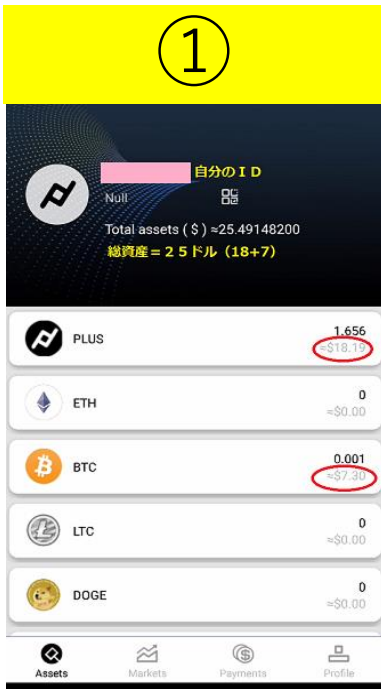 ①
自分のＩＤ
Null
Total assets ( $ ) ≈25.49148200
総資産＝２５ドル（18+7）
PLUS 1.656
≈$18.19
ETH 0
≈$0.00
BTC 0.001
≈$7.30
LTC 0
≈$0.00
DOGE 0
≈$0.00
Assets Markets Payments Profile